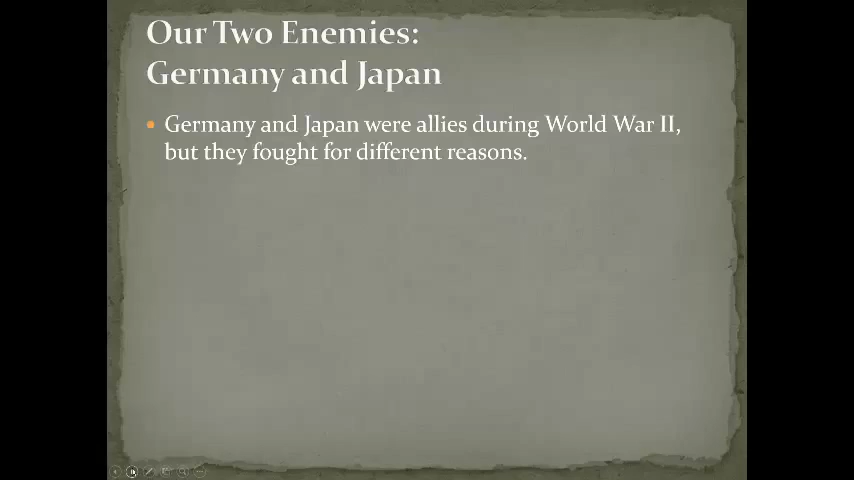 Our Two Enemies:
Germany and Japan
Germany and Japan were allies during World War II,
but they fought for different reasons.